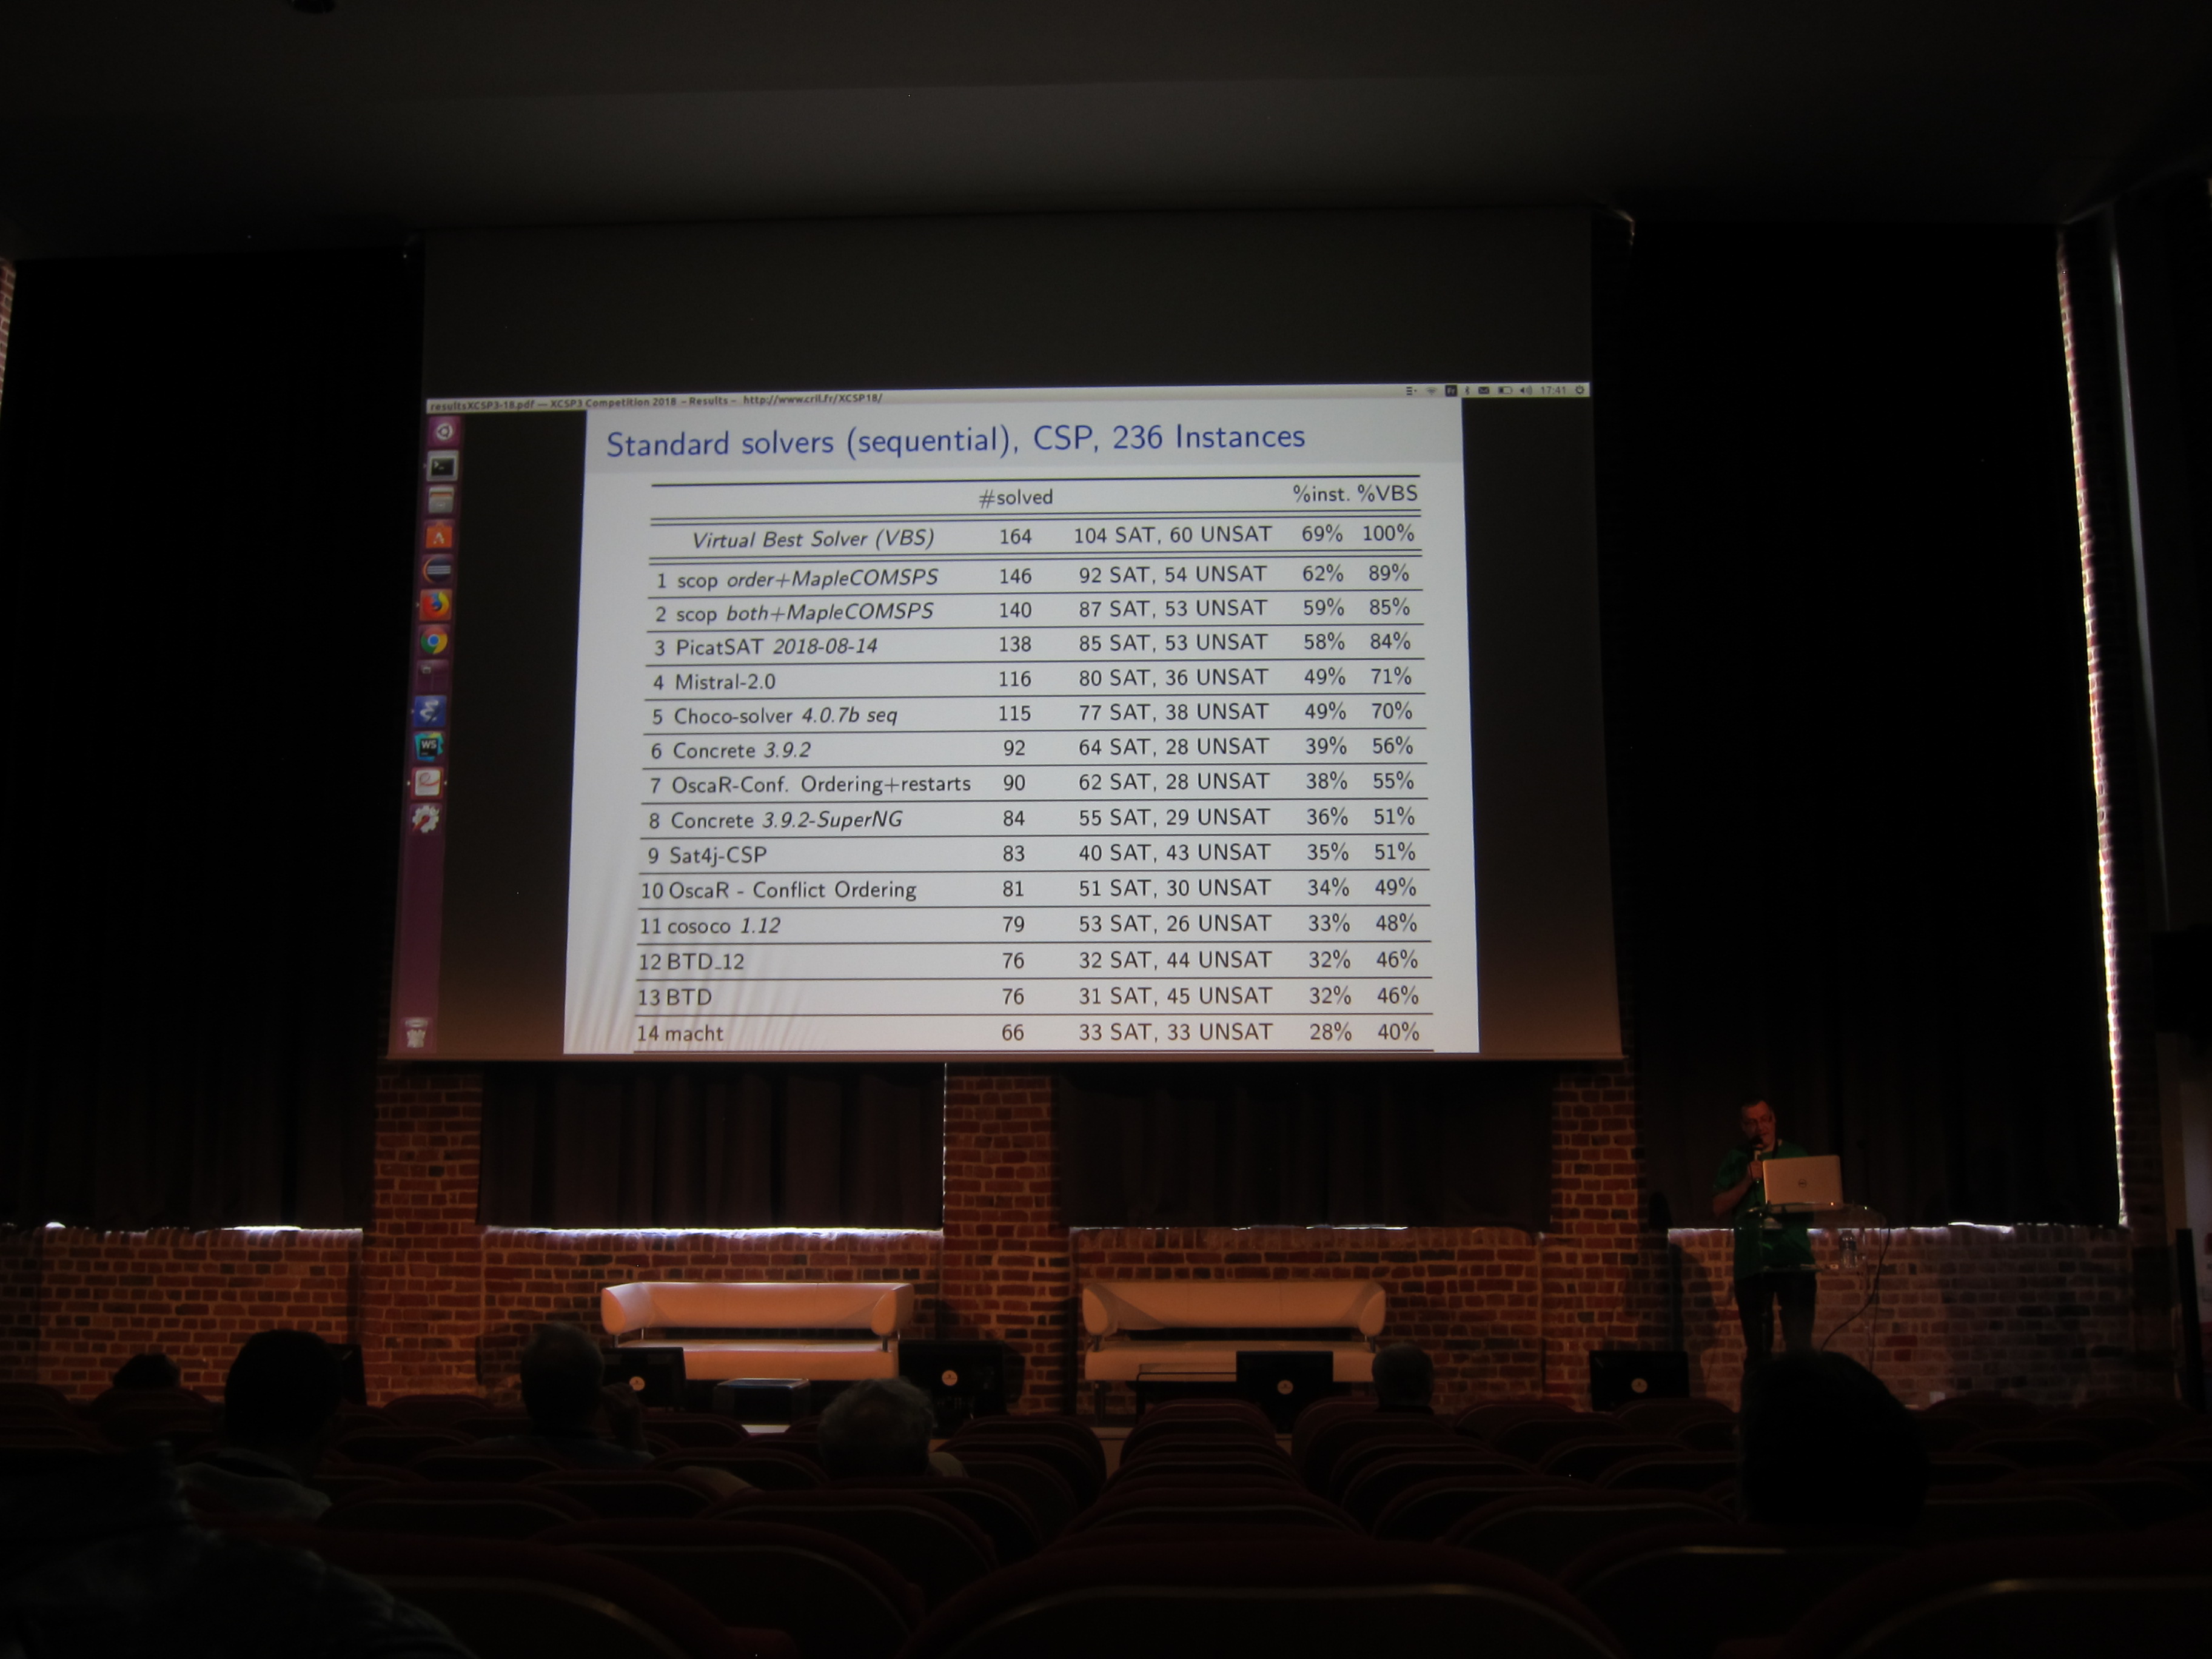 resultsXCSP3-18.pdf — XCSP3 Competition 2018 – Results – http://www.cril.fr/XCSP18/
Fr 17:41
Standard solvers (sequential), CSP, 236 Instances
#solved %inst. %VBS
Virtual Best Solver (VBS) 164 104 SAT, 60 UNSAT 69% 100%
1 scop order+MapleCOMSPS 146 92 SAT, 54 UNSAT 62% 89%
2 scop both+MapleCOMSPS 140 87 SAT, 53 UNSAT 59% 85%
3 PicatSAT 2018-08-14 138 85 SAT, 53 UNSAT 58% 84%
4 Mistral-2.0 116 80 SAT, 36 UNSAT 49% 71%
5 Choco-solver 4.0.7b seq 115 77 SAT, 38 UNSAT 49% 70%
6 Concrete 3.9.2 92 64 SAT, 28 UNSAT 39% 56%
7 OscaR-Conf. Ordering+restarts 90 62 SAT, 28 UNSAT 38% 55%
8 Concrete 3.9.2-SuperNG 84 55 SAT, 29 UNSAT 36% 51%
9 Sat4j-CSP 83 40 SAT, 43 UNSAT 35% 51%
10 OscaR - Conflict Ordering 81 51 SAT, 30 UNSAT 34% 49%
11 cosoco 1.12 79 53 SAT, 26 UNSAT 33% 48%
12 BTD_12 76 32 SAT, 44 UNSAT 32% 46%
13 BTD 76 31 SAT, 45 UNSAT 32% 46%
14 macht 66 33 SAT, 33 UNSAT 28% 40%
WS